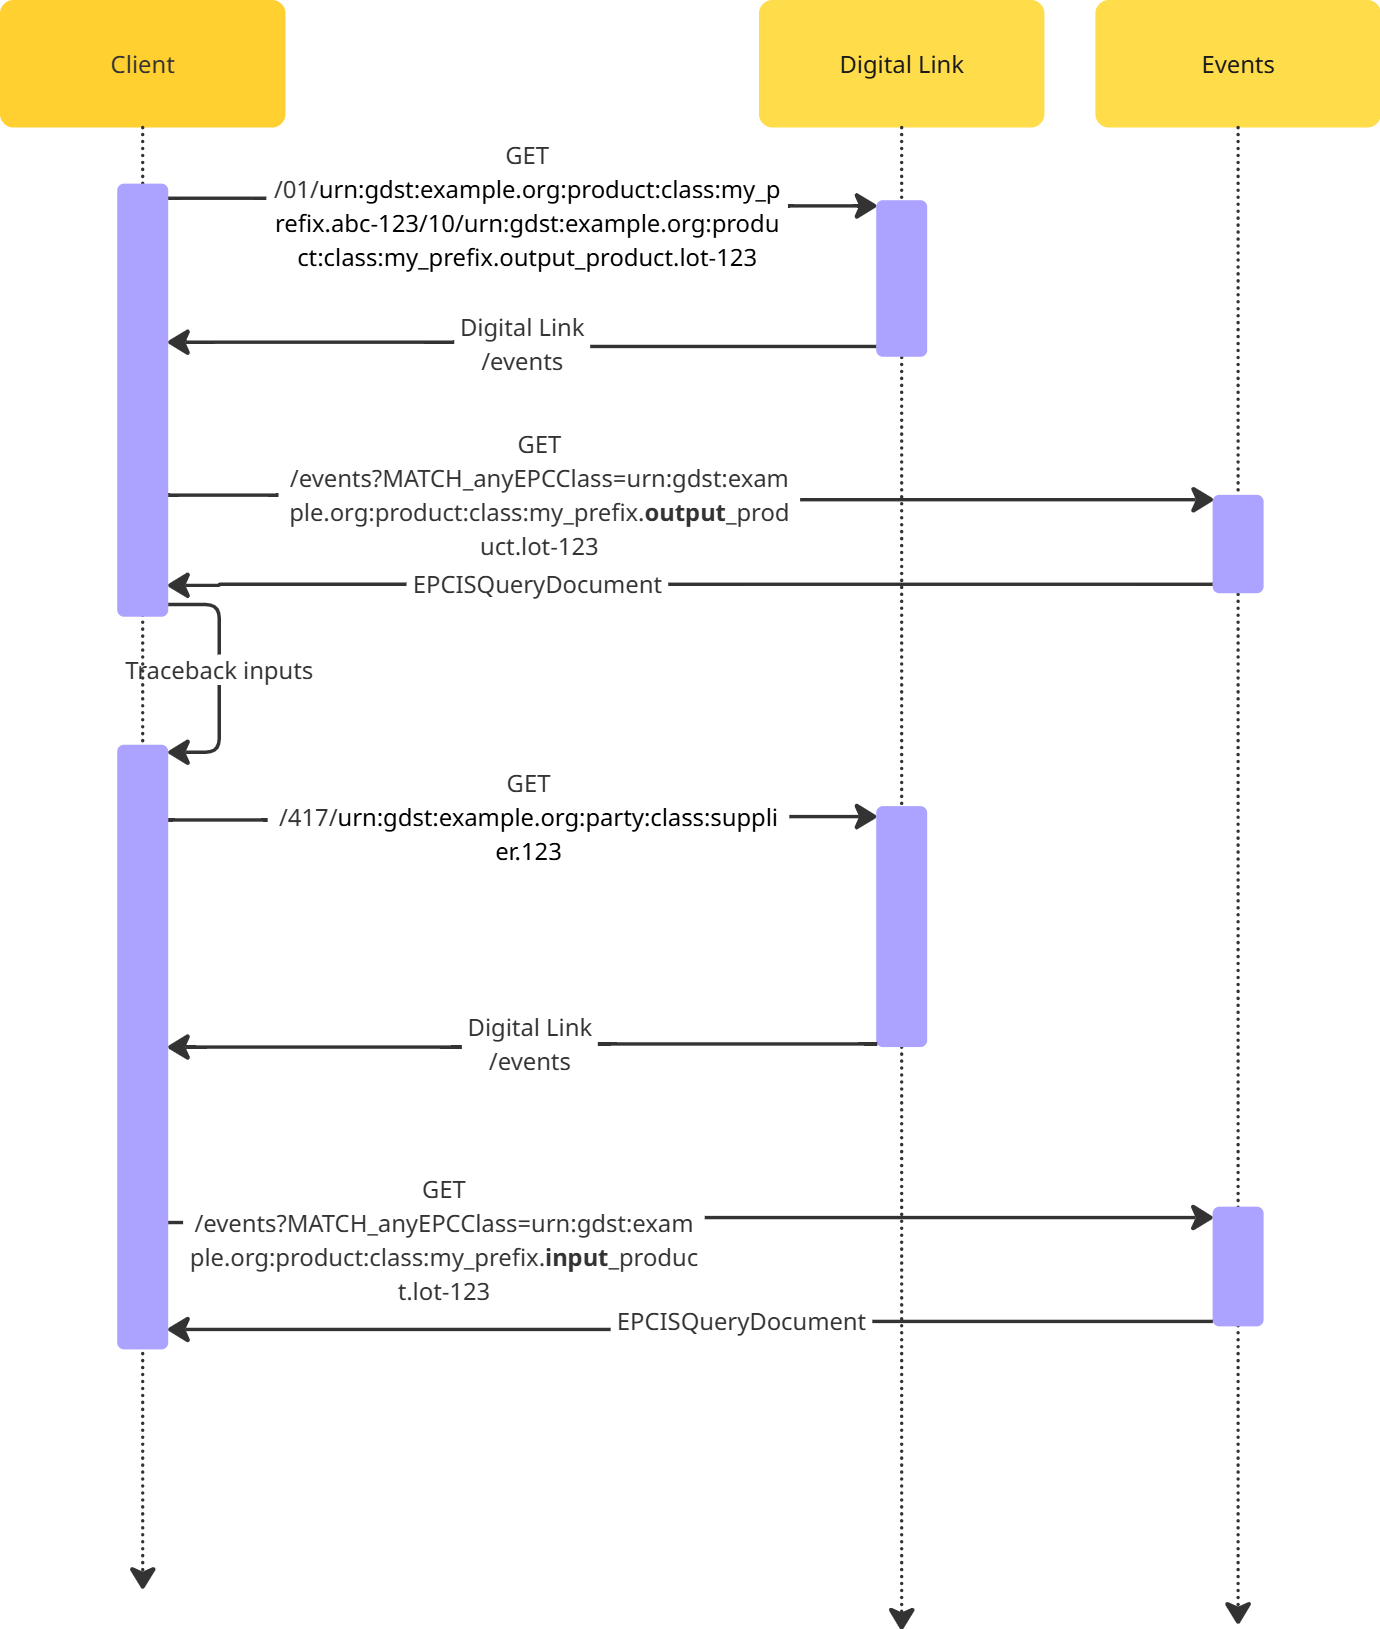 Client
Digital Link
Events
GET
/01/urn:gdst:example.org:product:class:my_p
refix.abc-123/10/urn:gdst:example.org:produ
ct:class:my_prefix.output_product.lot-123
Digital Link
/events
GET
/events?MATCH_anyEPCClass=urn:gdst:exam
ple.org:product:class:my_prefix.output_prod
uct.lot-123
EPCISQueryDocument
Traceback inputs
GET
/417/urn:gdst:example.org:party:class:suppli
er.123
Digital Link
/events
GET
/events?MATCH_anyEPCClass=urn:gdst:exam
ple.org:product:class:my_prefix.input_produc
t.lot-123
EPCISQueryDocument